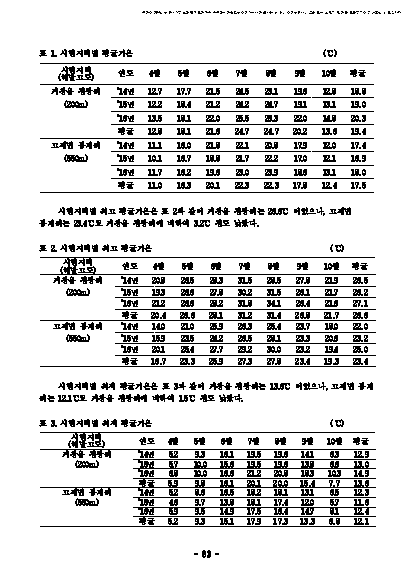 표 1. 시험지역별 평균기온 (℃)
시험지역 (해발고도) 연도 4월 5월 6월 7월 8월 9월 10월 평균
거창읍 정장리 '14년 12.7 17.7 21.5 24.5 23.1 19.6 12.8 18.8
(200m) '15년 12.2 18.4 21.2 24.2 24.7 19.1 13.1 19.0
'16년 13.5 18.1 22.0 25.5 26.3 22.0 14.8 20.3
평균 12.8 18.1 21.6 24.7 24.7 20.2 13.6 19.4
고제면 봉계리 '14년 11.1 16.0 21.8 22.1 20.8 17.9 12.0 17.4
(550m) '15년 10.1 16.7 18.8 21.7 22.2 17.0 12.1 16.9
'16년 11.7 16.2 19.6 23.0 23.9 18.6 13.1 18.0
평균 11.0 16.3 20.1 22.3 22.3 17.8 12.4 17.5
시험지역별 최고 평균기온은 표 2와 같이 거창읍 정장리는 26.6℃ 이었으나, 고제면
봉계리는 23.4℃로 거창읍 정장리에 비하여 3.2℃ 정도 낮았다.
표 2. 시험지역별 최고 평균기온 (℃)
시험지역 (해발고도) 연도 4월 5월 6월 7월 8월 9월 10월 평균
거창읍 정장리 '14년 20.8 26.5 28.3 31.5 28.5 27.8 21.9 26.5
(200m) '15년 19.3 26.6 27.8 30.2 31.5 26.1 21.7 26.2
'16년 21.2 26.6 28.2 31.8 34.1 26.4 21.6 27.1
평균 20.4 26.6 28.1 31.2 31.4 26.8 21.7 26.6
고제면 봉계리 '14년 14.0 21.0 25.9 26.3 25.4 23.7 18.0 22.0
(550m) '15년 15.9 23.5 24.2 26.5 28.1 23.3 20.6 23.2
'16년 20.1 25.4 27.7 29.2 30.0 23.2 19.4 25.0
평균 16.7 23.3 25.9 27.3 27.8 23.4 19.3 23.4
시험지역별 최저 평균기온은 표 3과 같이 거창읍 정장리는 13.6℃ 이었으나, 고제면 봉계
리는 12.1℃로 거창읍 정장리에 비하여 1.5℃ 정도 낮았다.
표 3. 시험지역별 최저 평균기온 (℃)
시험지역 (해발고도) 연도 4월 5월 6월 7월 8월 9월 10월 평균
거창읍 정장리 '14년 5.2 9.3 16.1 19.5 19.6 14.1 6.3 12.9
(200m) '15년 5.7 10.0 15.6 19.5 19.6 13.8 6.6 13.0
'16년 6.8 10.0 16.6 21.2 20.8 18.3 10.3 14.9
평균 5.9 9.8 16.1 20.1 20.0 15.4 7.7 13.6
고제면 봉계리 '14년 5.2 8.6 16.5 18.2 18.1 13.1 6.5 12.3
(550m) '15년 4.6 9.7 13.8 18.1 17.4 12.0 5.7 11.6
'16년 5.9 9.5 14.9 17.5 16.4 14.7 8.1 12.4
평균 5.2 9.3 15.1 17.9 17.3 13.3 6.8 12.1
- 83 -